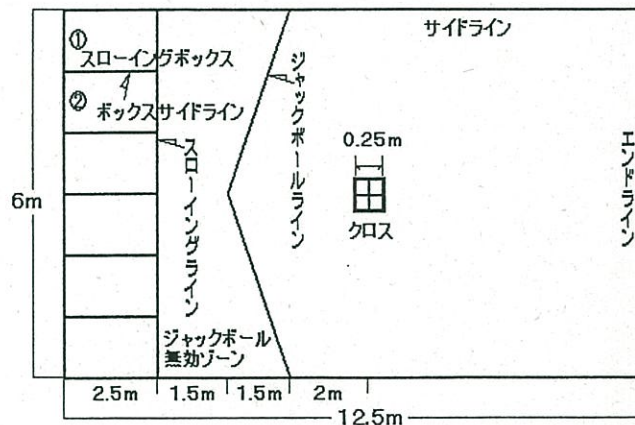 ①
スローイングボックス
②
ボックスサイドライン
スローイングライン
ジャックボールライン
サイドライン
0.25m
クロス
エンドライン
6m
ジャックボール
無効ゾーン
2.5m
1.5m
1.5m
2m
12.5m